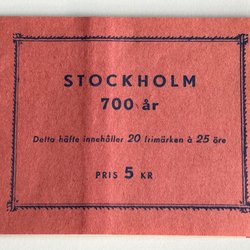 STOCKHOLM
700 år
Detta häfte innehåller 20 frimärken à 25 öre
PRIS 5 KR